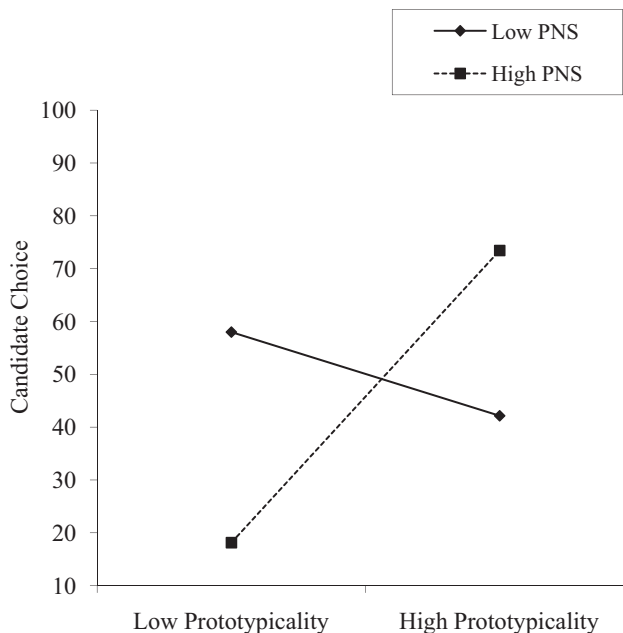 Low PNS
High PNS
100
90
80
70
60
50
40
30
20
10
Candidate Choice
Low Prototypicality
High Prototypicality